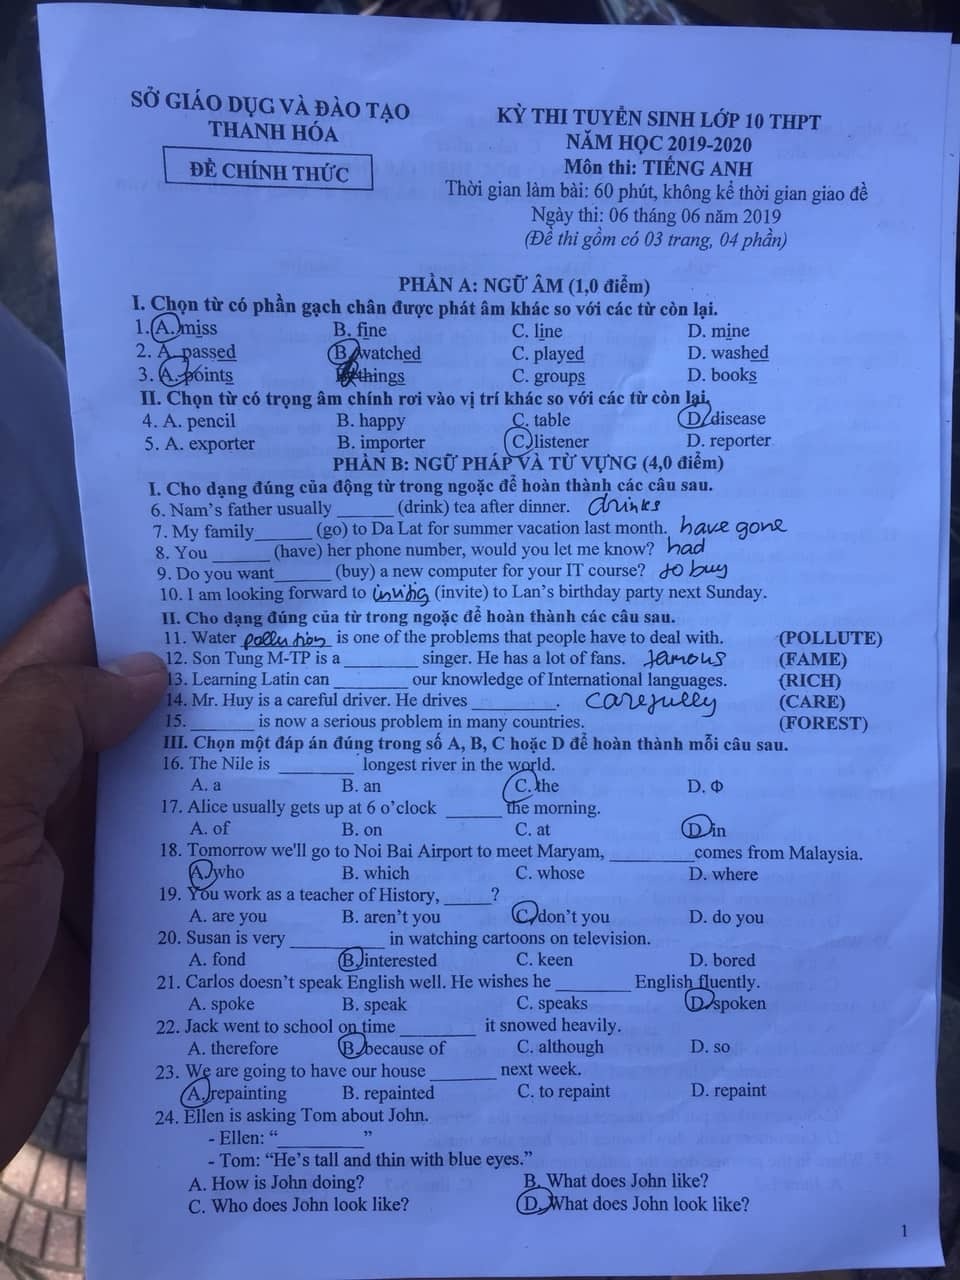 SỞ GIÁO DỤC VÀ ĐÀO TẠO
THANH HÓA
ĐỀ CHÍNH THỨC
KỲ THI TUYỂN SINH LỚP 10 THPT
NĂM HỌC 2019-2020
Môn thi: TIẾNG ANH
Thời gian làm bài: 60 phút, không kể thời gian giao đề
Ngày thi: 06 tháng 06 năm 2019
(Đề thi gồm có 03 trang, 04 phần)
PHẦN A: NGỮ ÂM (1,0 điểm)
I. Chọn từ có phần gạch chân được phát âm khác so với các từ còn lại.
1. A. miss B. fine C. line D. mine
2. A. passed B. watched C. played D. washed
3. A. points B. things C. groups D. books
II. Chọn từ có trọng âm chính rơi vào vị trí khác so với các từ còn lại.
4. A. pencil B. happy C. table D. disease
5. A. exporter B. importer C. listener D. reporter
PHẦN B: NGỮ PHÁP VÀ TỪ VỰNG (4,0 điểm)
I. Cho dạng đúng của động từ trong ngoặc để hoàn thành các câu sau.
6. Nam's father usually ______ (drink) tea after dinner. drinks
7. My family______ (go) to Da Lat for summer vacation last month. have gone
8. You ______ (have) her phone number, would you let me know? had
9. Do you want______ (buy) a new computer for your IT course? to buy
10. I am looking forward to inviting (invite) to Lan's birthday party next Sunday.
II. Cho dạng đúng của từ trong ngoặc để hoàn thành các câu sau.
11. Water pollution is one of the problems that people have to deal with. (POLLUTE)
12. Son Tung M-TP is a ________ singer. He has a lot of fans. famous (FAME)
13. Learning Latin can ________ our knowledge of International languages. (RICH)
14. Mr. Huy is a careful driver. He drives ________. carefully (CARE)
15. _______ is now a serious problem in many countries. (FOREST)
III. Chọn một đáp án đúng trong số A, B, C hoặc D để hoàn thành mỗi câu sau.
16. The Nile is ________ longest river in the world.
A. a B. an C. the D. Φ
17. Alice usually gets up at 6 o'clock ______ the morning.
A. of B. on C. at D. in
18. Tomorrow we'll go to Noi Bai Airport to meet Maryam, _________comes from Malaysia.
A. who B. which C. whose D. where
19. You work as a teacher of History, _____?
A. are you B. aren't you C. don't you D. do you
20. Susan is very __________ in watching cartoons on television.
A. fond B. interested C. keen D. bored
21. Carlos doesn't speak English well. He wishes he ________ English fluently.
A. spoke B. speak C. speaks D. spoken
22. Jack went to school on time ________ it snowed heavily.
A. therefore B. because of C. although D. so
23. We are going to have our house _______ next week.
A. repainting B. repainted C. to repaint D. repaint
24. Ellen is asking Tom about John.
- Ellen: “_________”
- Tom: “He's tall and thin with blue eyes.”
A. How is John doing? B. What does John like?
C. Who does John look like? D. What does John look like?
1